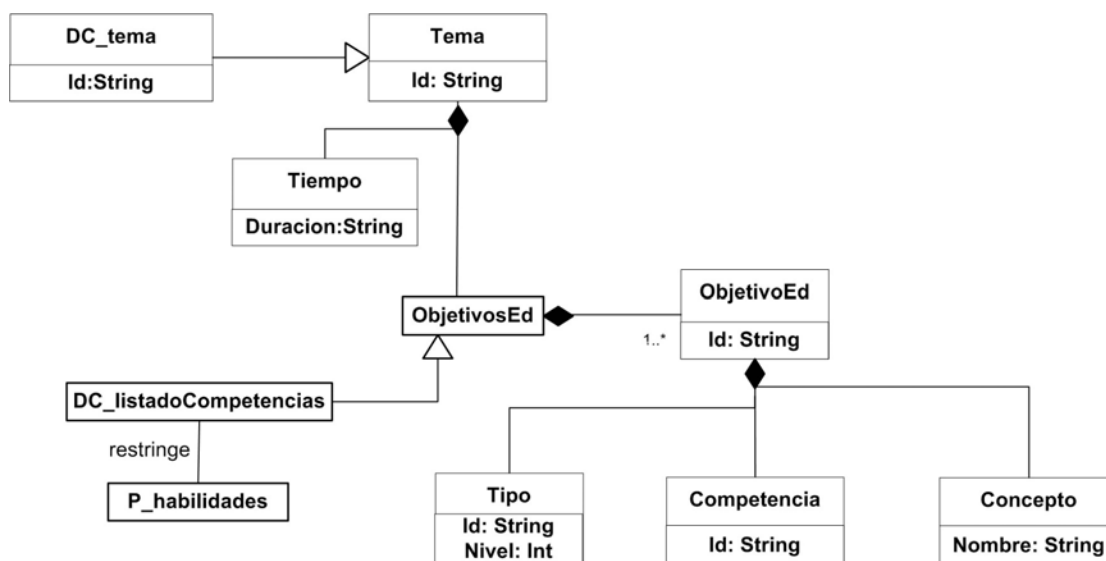 DC_tema
Id:String
Tema
Id: String
Tiempo
Duracion:String
ObjetivosEd
1..*
ObjetivoEd
Id: String
DC_listadoCompetencias
restringe
P_habilidades
Tipo
Id: String
Nivel: Int
Competencia
Id: String
Concepto
Nombre: String